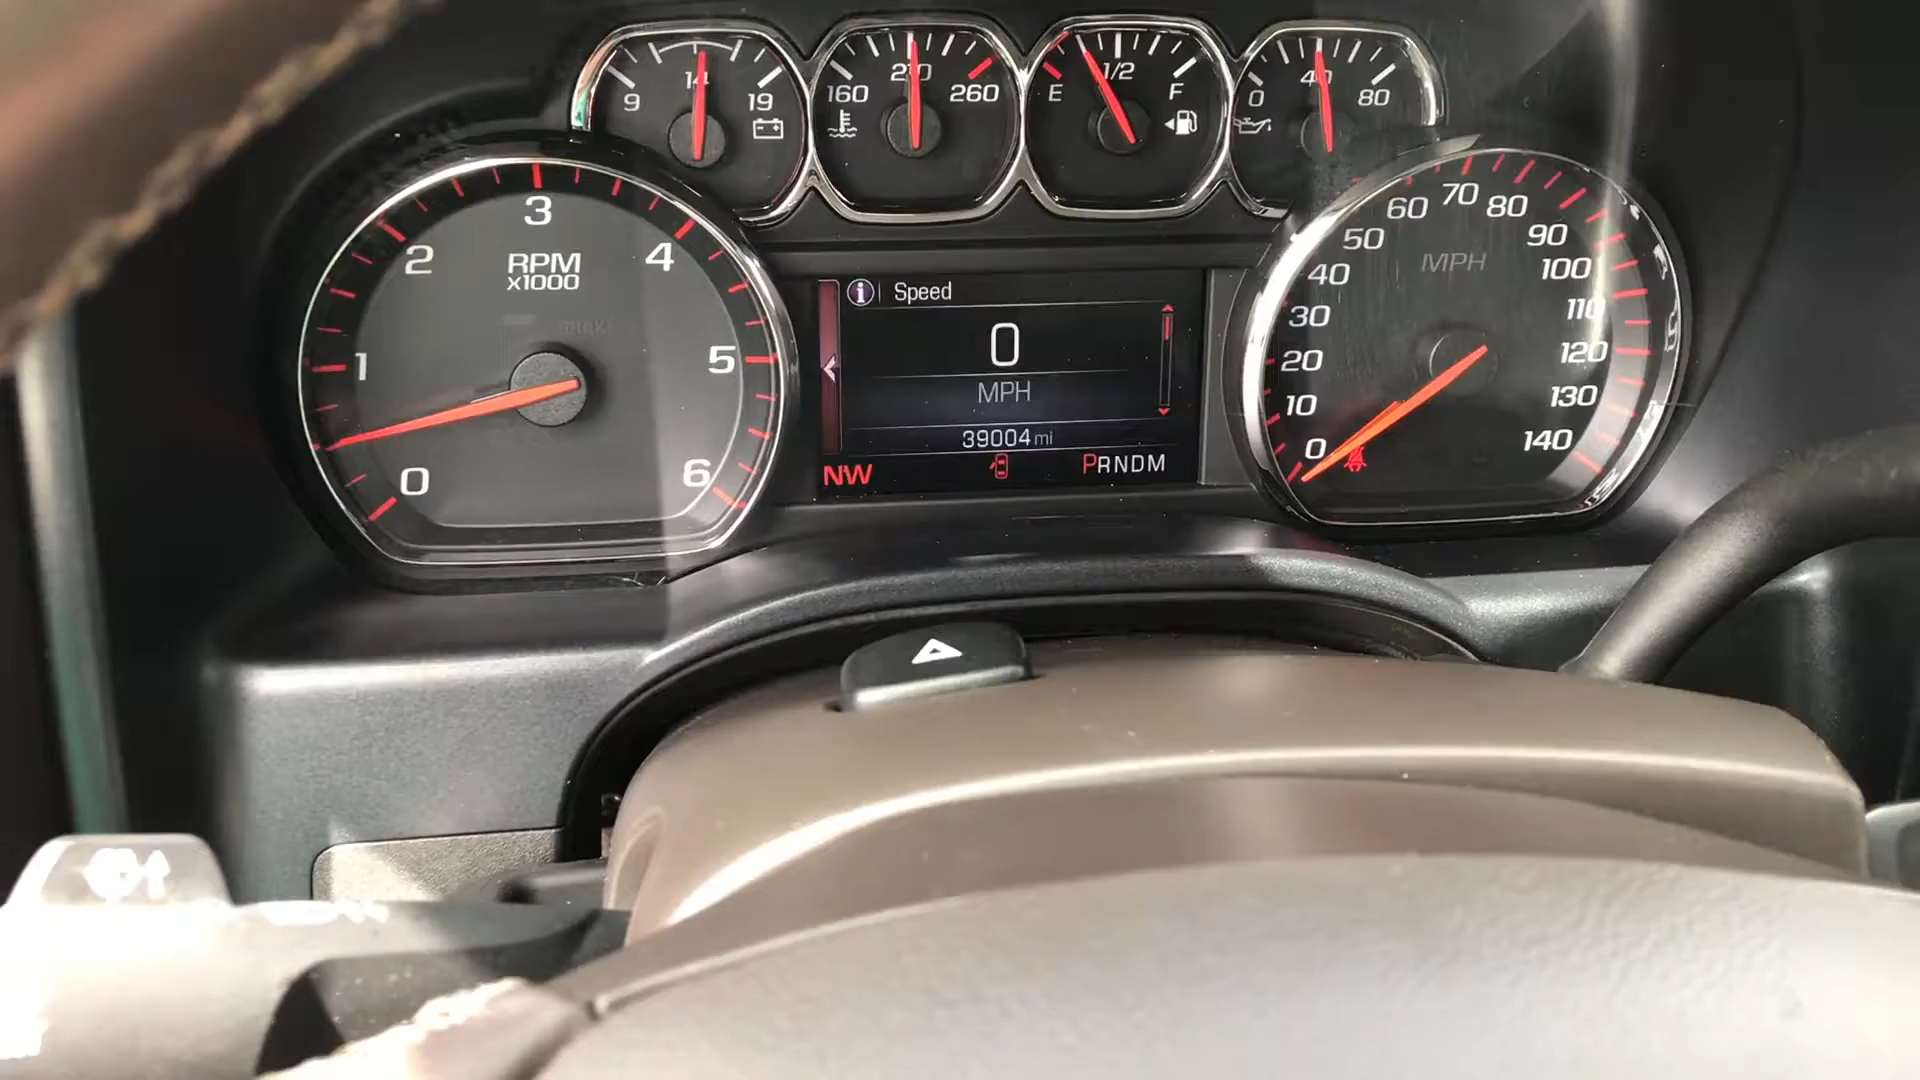 9 14 19
160 210 260
E 1/2 F
0 40 80
RPM
x1000
0 1 2 3 4 5 6
BRAKE
i Speed
0
MPH
39004 mi
NW PRNDM
MPH
0 10 20 30 40 50 60 70 80 90 100 110 120 130 140